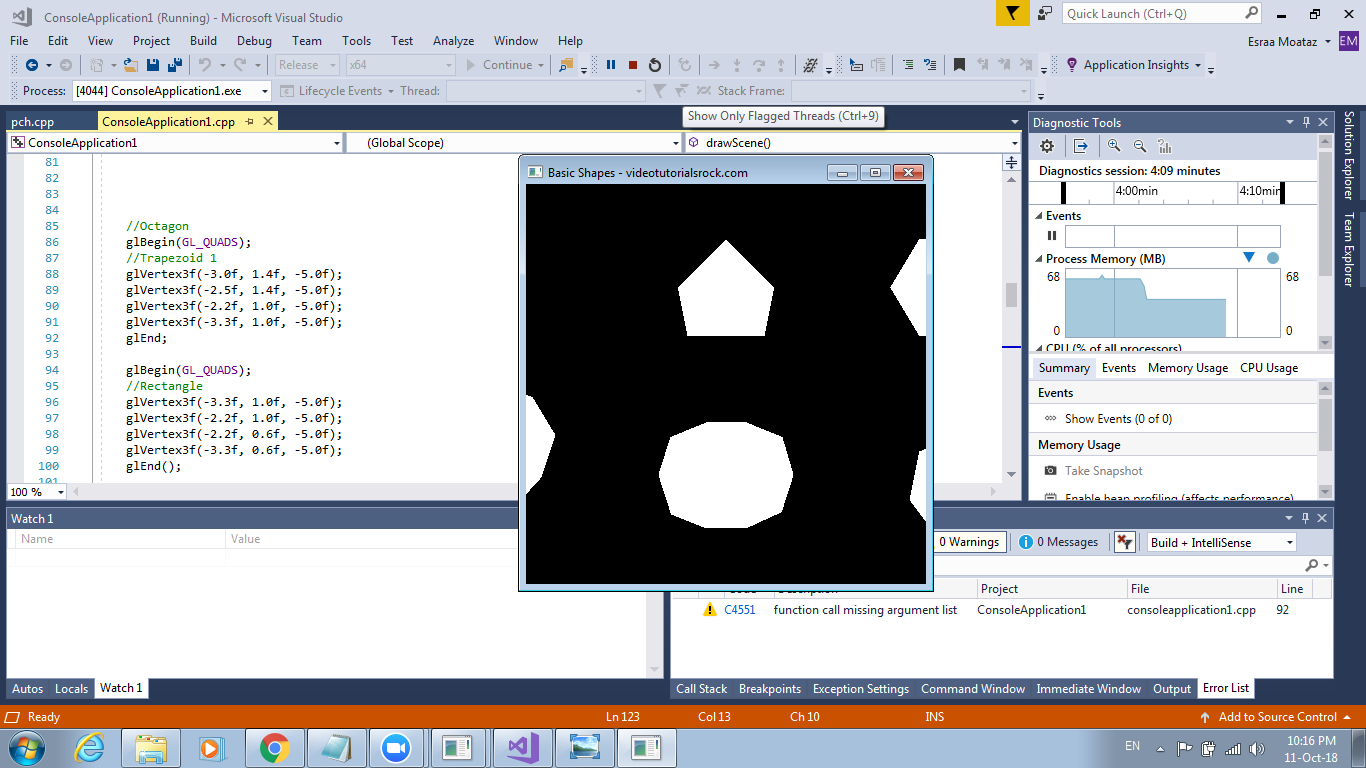 ConsoleApplication1 (Running) - Microsoft Visual Studio
Quick Launch (Ctrl+Q)
File Edit View Project Build Debug Team Tools Test Analyze Window Help
Esraa Moataz EM
Release x64 Continue Application Insights
Process: [4044] ConsoleApplication1.exe Lifecycle Events Thread: Stack Frame:
Show Only Flagged Threads (Ctrl+9)
pch.cpp ConsoleApplication1.cpp
ConsoleApplication1 (Global Scope) drawScene()
81
82
83
84
85 //Octagon
86 glBegin(GL_QUADS);
87 //Trapezoid 1
88 glVertex3f(-3.0f, 1.4f, -5.0f);
89 glVertex3f(-2.5f, 1.4f, -5.0f);
90 glVertex3f(-2.2f, 1.0f, -5.0f);
91 glVertex3f(-3.3f, 1.0f, -5.0f);
92 glEnd;
93
94 glBegin(GL_QUADS);
95 //Rectangle
96 glVertex3f(-3.3f, 1.0f, -5.0f);
97 glVertex3f(-2.2f, 1.0f, -5.0f);
98 glVertex3f(-2.2f, 0.6f, -5.0f);
99 glVertex3f(-3.3f, 0.6f, -5.0f);
100 glEnd();
101
100 %
Basic Shapes - videotutorialsrock.com
Diagnostic Tools
Diagnostics session: 4:09 minutes
4:00min 4:10min
Events
Process Memory (MB)
68 68
0 0
CPU (% of all processors)
Summary Events Memory Usage CPU Usage
Events
Show Events (0 of 0)
Memory Usage
Take Snapshot
Enable heap profiling (affects performance)
Solution Explorer
Team Explorer
Watch 1
Name Value
0 Warnings 0 Messages Build + IntelliSense
Code Description Project File Line
C4551 function call missing argument list ConsoleApplication1 consoleapplication1.cpp 92
Autos Locals Watch 1
Call Stack Breakpoints Exception Settings Command Window Immediate Window Output Error List
Ready Ln 123 Col 13 Ch 10 INS Add to Source Control
EN
10:16 PM
11-Oct-18